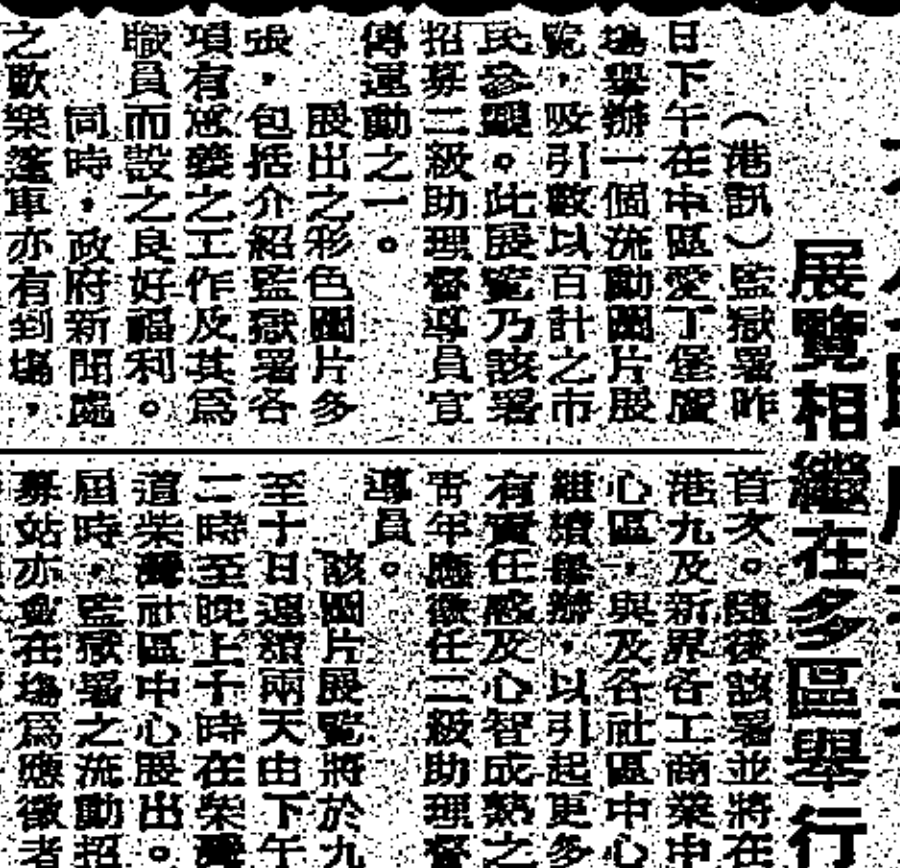 展覽相繼在多區舉行
（港訊）監獄署昨
日下午在中區愛丁堡廣
場舉辦一個流動圖片展
覽，吸引數以百計之市
民參觀。此展覽乃該署
招募二級助理督導員宣
傳運動之一。
展出之彩色圖片多
張，包括介紹監獄署各
項有意義之工作及其為
職員而設之良好福利。
同時，政府新聞處
之歡樂篷車亦有到場，
首次。隨後該署並將在
港九及新界各工商業中
心區，與及各社區中心
繼續舉辦，以引起更多
有責任感及心智成熟之
青年應徵任二級助理督
導員。
該圖片展覽將於九
至十日連續兩天由下午
二時至晚上十時在柴灣
道柴灣社區中心展出。
屆時，監獄署之流動招
募站亦會在場為應徵者